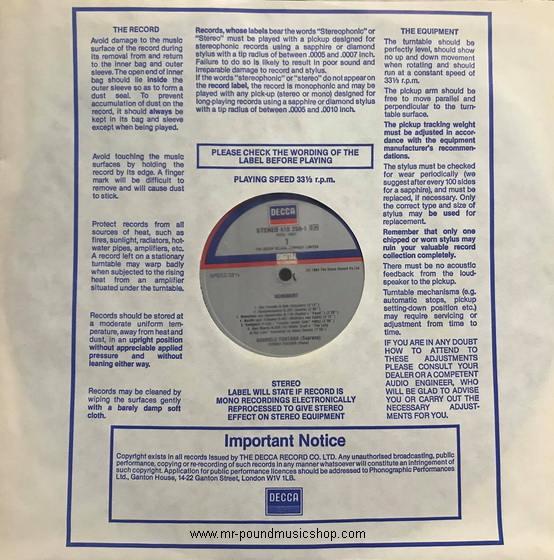 THE RECORD
Avoid damage to the music
surface of the record during
its removal from and return
to the inner bag and outer
sleeve. The open end of inner
bag should lie inside the
outer sleeve so as to form a
dust seal. To prevent
accumulation of dust on the
record, it should always be
kept in its bag and sleeve
except when being played.
Avoid touching the music
surfaces by holding the
record by its edge. A finger
mark will be difficult to
remove and will cause dust
to stick.
Protect records from all
sources of heat, such as
fires, sunlight, radiators, hot-
water pipes, amplifiers, etc.
A record left on a stationary
turntable may warp badly
when subjected to the rising
heat from an amplifier
situated under the turntable.
Records should be stored at
a moderate uniform tem-
perature, away from heat and
dust, in an upright position
without appreciable applied
pressure and without
leaning either way.
Records may be cleaned by
wiping the surfaces gently
with a barely damp soft
cloth.
Records, whose labels bear the words "Stereophonic" or
"Stereo" must be played with a pickup designed for
stereophonic records using a sapphire or diamond
stylus with a tip radius of between .0005 and .0007 inch.
Failure to do so is likely to result in poor sound and
irreparable damage to record and stylus.
If the words "stereophonic" or "stereo" do not appear on
the record label, the record is monophonic and may be
played with any pick-up (stereo or mono) designed for
long-playing records using a sapphire or diamond stylus
with a tip radius of between .0005 and .0010 inch.
PLEASE CHECK THE WORDING OF THE
LABEL BEFORE PLAYING
PLAYING SPEED 33⅓ r.p.m.
DECCA
STEREO 410 259-1
1
DIGITAL
SPEED 33⅓
SCHUBERT
STEREO
LABEL WILL STATE IF RECORD IS
MONO RECORDINGS ELECTRONICALLY
REPROCESSED TO GIVE STEREO
EFFECT ON STEREO EQUIPMENT
THE EQUIPMENT
The turntable should be
perfectly level, should show
no up and down movement
when rotating and should
run at a constant speed of
33⅓ r.p.m.
The pickup arm should be
free to move parallel and
perpendicular to the turn-
table surface.
The pickup tracking weight
must be adjusted in accor-
dance with the equipment
manufacturer's recommen-
dations.
The stylus must be checked
for wear periodically (we
suggest after every 100 sides
for a sapphire), and must be
replaced, if necessary. Only
the correct type and size of
stylus may be used for
replacement.
Remember that only one
chipped or worn stylus may
ruin your valuable record
collection completely.
There must be no acoustic
feedback from the loud-
speaker to the pickup.
Turntable mechanisms (e.g.
automatic stops, pickup
setting-down position etc.)
may require servicing or
adjustment from time to
time.
IF YOU ARE IN ANY DOUBT
HOW TO ATTEND TO
THESE ADJUSTMENTS
PLEASE CONSULT YOUR
DEALER OR A COMPETENT
AUDIO ENGINEER, WHO
WILL BE GLAD TO ADVISE
YOU OR CARRY OUT THE
NECESSARY ADJUST-
MENTS FOR YOU.
Important Notice
Copyright exists in all records issued by THE DECCA RECORD CO. LTD. Any unauthorised broadcasting, public
performance, copying or re-recording of such records in any manner whatsoever will constitute an infringement of
such copyright. Application for public performance licences should be addressed to Phonographic Performances
Ltd., Ganton House, 14-22 Ganton Street, London W1V 1LB.
DECCA
www.mr-poundmusicshop.com